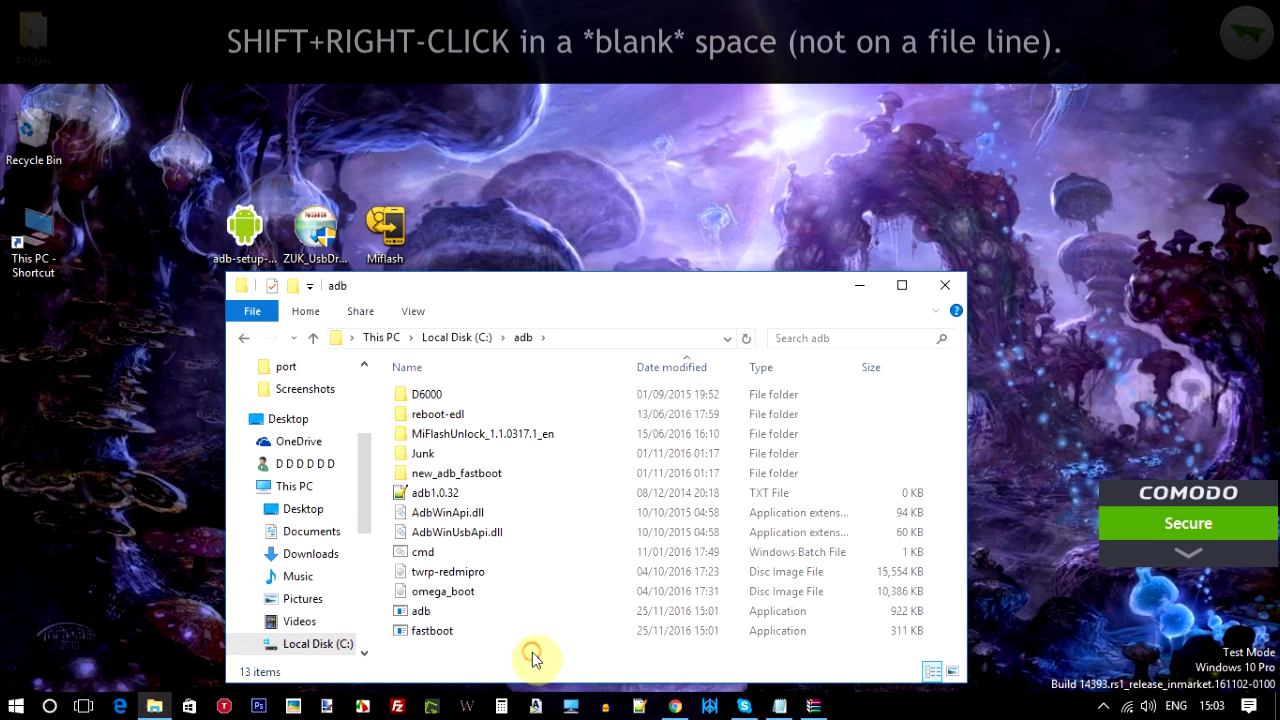 SHIFT+RIGHT-CLICK in a *blank* space (not on a file line).
Folders
Recycle Bin
This PC -
Shortcut
adb-setup-...
ZUK_UsbDr...
Miflash
adb
File
Home
Share
View
This PC
Local Disk (C:)
adb
Search adb
port
Screenshots
Desktop
OneDrive
D D D D D D
This PC
Desktop
Documents
Downloads
Music
Pictures
Videos
Local Disk (C:)
Name Date modified Type Size
D6000 01/09/2015 19:52 File folder
reboot-edl 13/06/2016 17:59 File folder
MiFlashUnlock_1.1.0317.1_en 15/06/2016 16:10 File folder
Junk 01/11/2016 01:17 File folder
new_adb_fastboot 01/11/2016 01:17 File folder
adb1.0.32 08/12/2014 20:18 TXT File 0 KB
AdbWinApi.dll 10/10/2015 04:58 Application extens... 94 KB
AdbWinUsbApi.dll 10/10/2015 04:58 Application extens... 60 KB
cmd 11/01/2016 17:49 Windows Batch File 1 KB
twrp-redmipro 04/10/2016 17:23 Disc Image File 15,554 KB
omega_boot 04/10/2016 17:31 Disc Image File 10,386 KB
adb 25/11/2016 15:01 Application 922 KB
fastboot 25/11/2016 15:01 Application 311 KB
13 items
COMODO
Secure
Test Mode
Windows 10 Pro
Build 14393.rs1_release_inmarket.161102-0100
ENG
15:03